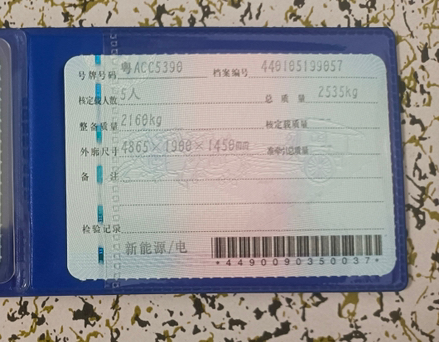 号牌号码 粤ACC5390 档案编号 440105199057
核定载人数 5人 总质量 2535kg
整备质量 2160kg 核定载质量
外廓尺寸 4865×1900×1450mm 准牵引总质量
备注
检验记录
新能源/电
*4490090350037*